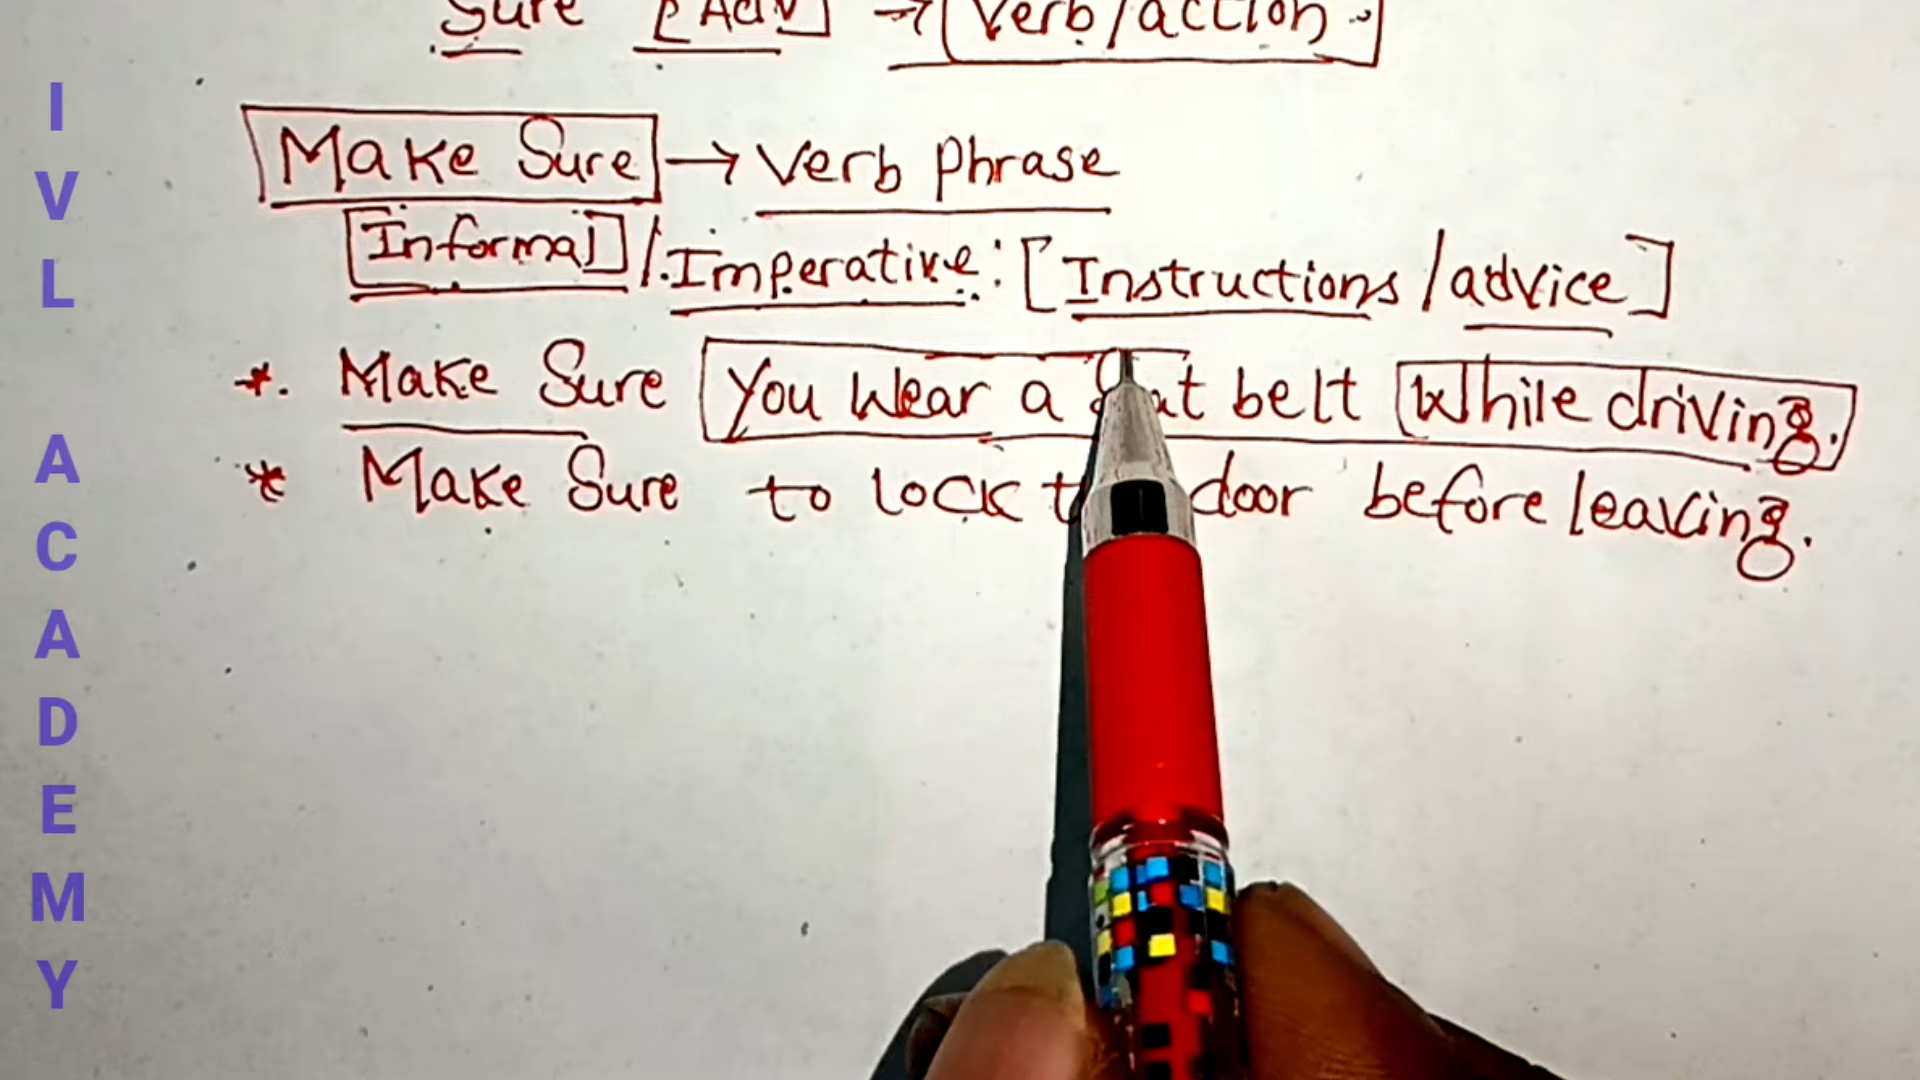 Sure [Adv] → Verb/action.
Make Sure → Verb Phrase
[Informal] / Imperative: [Instructions / advice]
*. Make Sure You Wear a belt While driving.
* Make Sure to lock door before leaving.
IVL ACADEMY